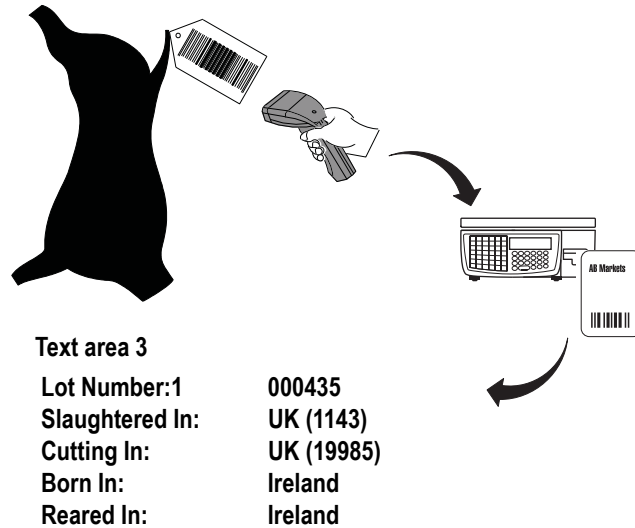 AB Markets
Text area 3
Lot Number:1 000435
Slaughtered In: UK (1143)
Cutting In: UK (19985)
Born In: Ireland
Reared In: Ireland